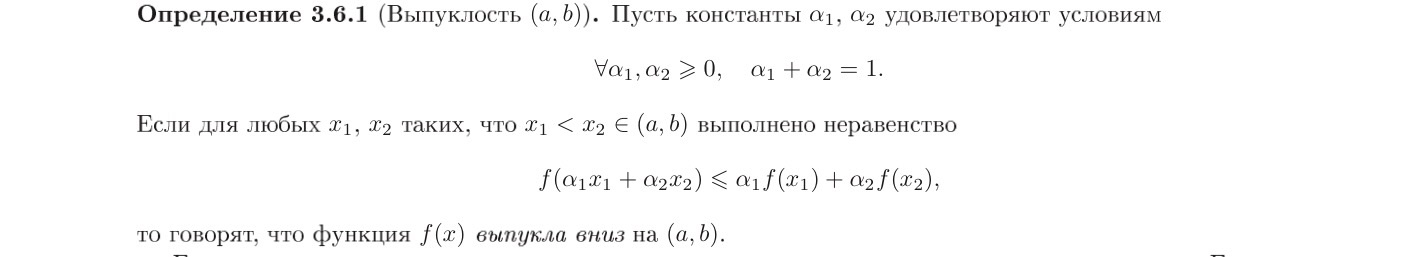 Определение 3.6.1 (Выпуклость (a, b)). Пусть константы α₁, α₂ удовлетворяют условиям
∀α₁, α₂ ⩾ 0, α₁ + α₂ = 1.
Если для любых x₁, x₂ таких, что x₁ < x₂ ∈ (a, b) выполнено неравенство
f(α₁x₁ + α₂x₂) ⩽ α₁f(x₁) + α₂f(x₂),
то говорят, что функция f(x) выпукла вниз на (a, b).